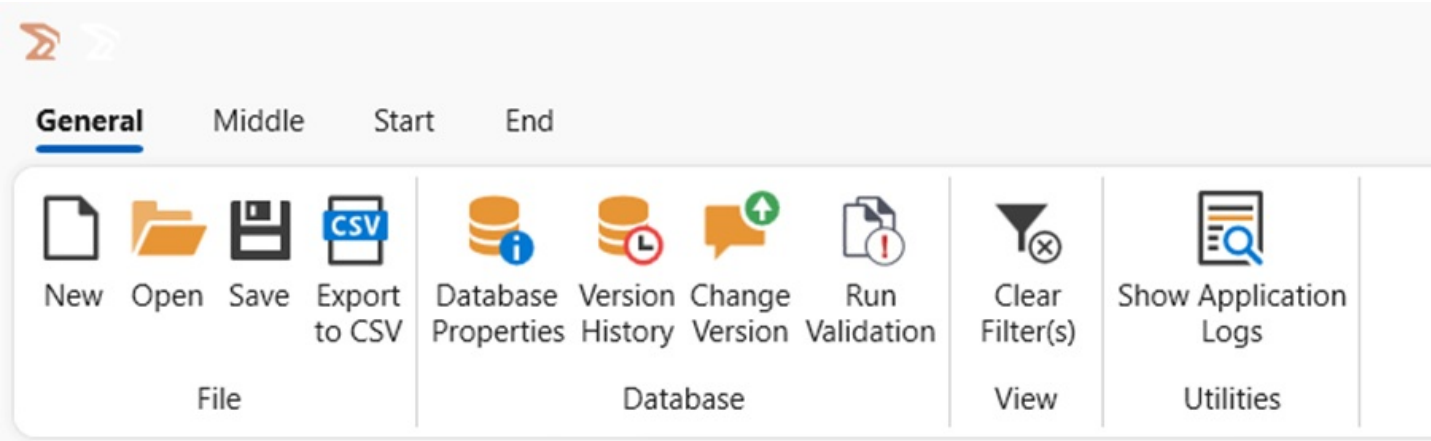 General Middle Start End
CSV
New Open Save Export to CSV Database Properties Version History Change Version Run Validation Clear Filter(s) Show Application Logs
File Database View Utilities